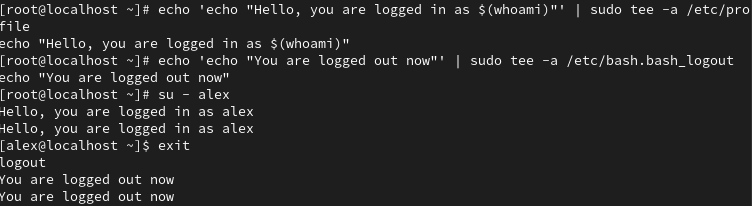 [root@localhost ~]# echo 'echo "Hello, you are logged in as $(whoami)"' | sudo tee -a /etc/pro
file
echo "Hello, you are logged in as $(whoami)"
[root@localhost ~]# echo 'echo "You are logged out now"' | sudo tee -a /etc/bash.bash_logout
echo "You are logged out now"
[root@localhost ~]# su - alex
Hello, you are logged in as alex
Hello, you are logged in as alex
[alex@localhost ~]$ exit
logout
You are logged out now
You are logged out now